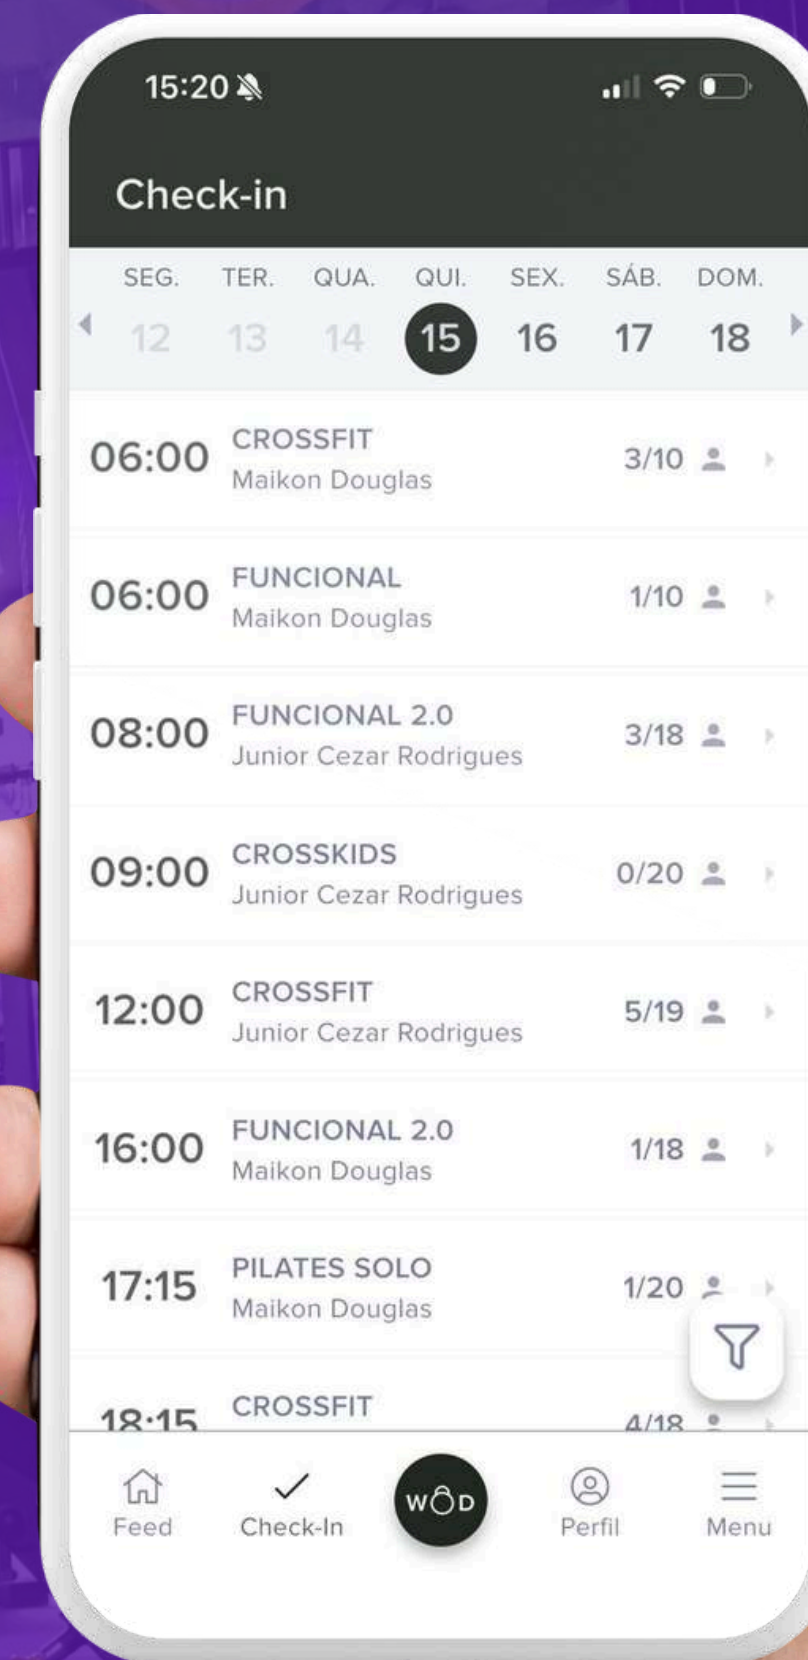 15:20
Check-in
SEG. TER. QUA. QUI. SEX. SÁB. DOM.
12 13 14 15 16 17 18
06:00 CROSSFIT 3/10
Maikon Douglas
06:00 FUNCIONAL 1/10
Maikon Douglas
08:00 FUNCIONAL 2.0 3/18
Junior Cezar Rodrigues
09:00 CROSSKIDS 0/20
Junior Cezar Rodrigues
12:00 CROSSFIT 5/19
Junior Cezar Rodrigues
16:00 FUNCIONAL 2.0 1/18
Maikon Douglas
17:15 PILATES SOLO 1/20
Maikon Douglas
18:15 CROSSFIT 4/18
WOD
Feed Check-In Perfil Menu